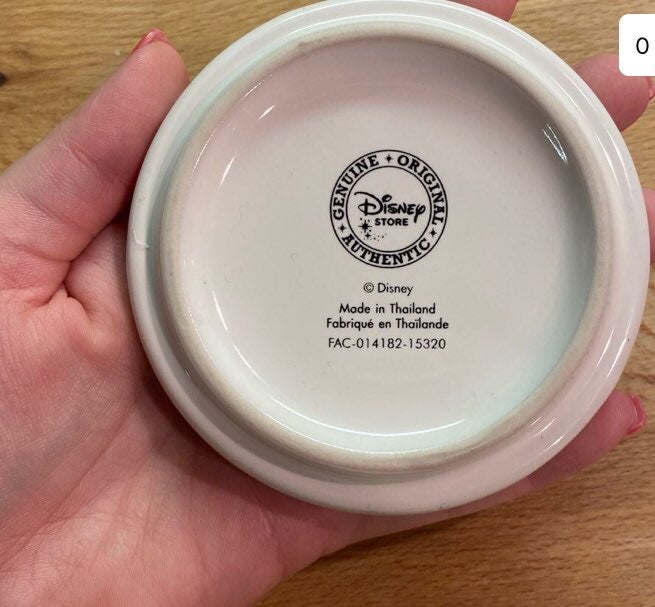 GENUINE ORIGINAL
Disney
STORE
AUTHENTIC
© Disney
Made in Thailand
Fabriqué en Thaïlande
FAC-014182-15320
0